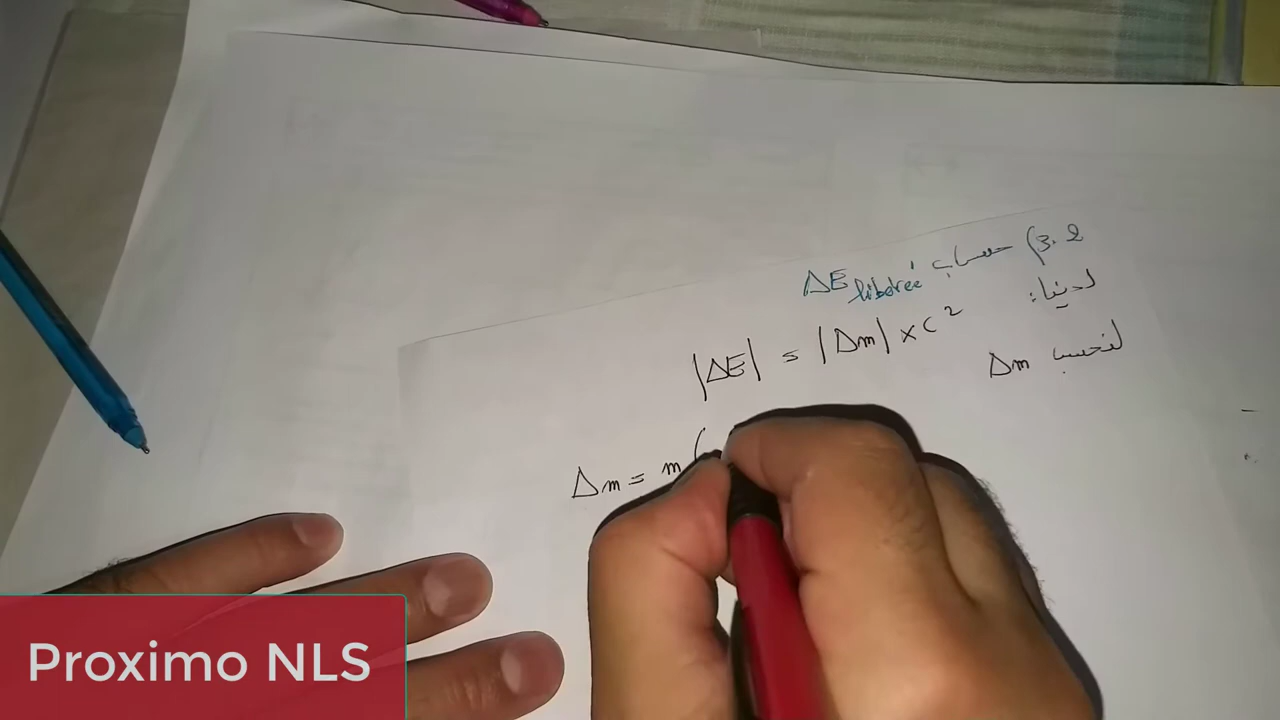 3.2) حساب ΔE libérée
لدينا:
|ΔE| = |Δm| × c²
لنحسب Δm
Δm = m (
Proximo NLS